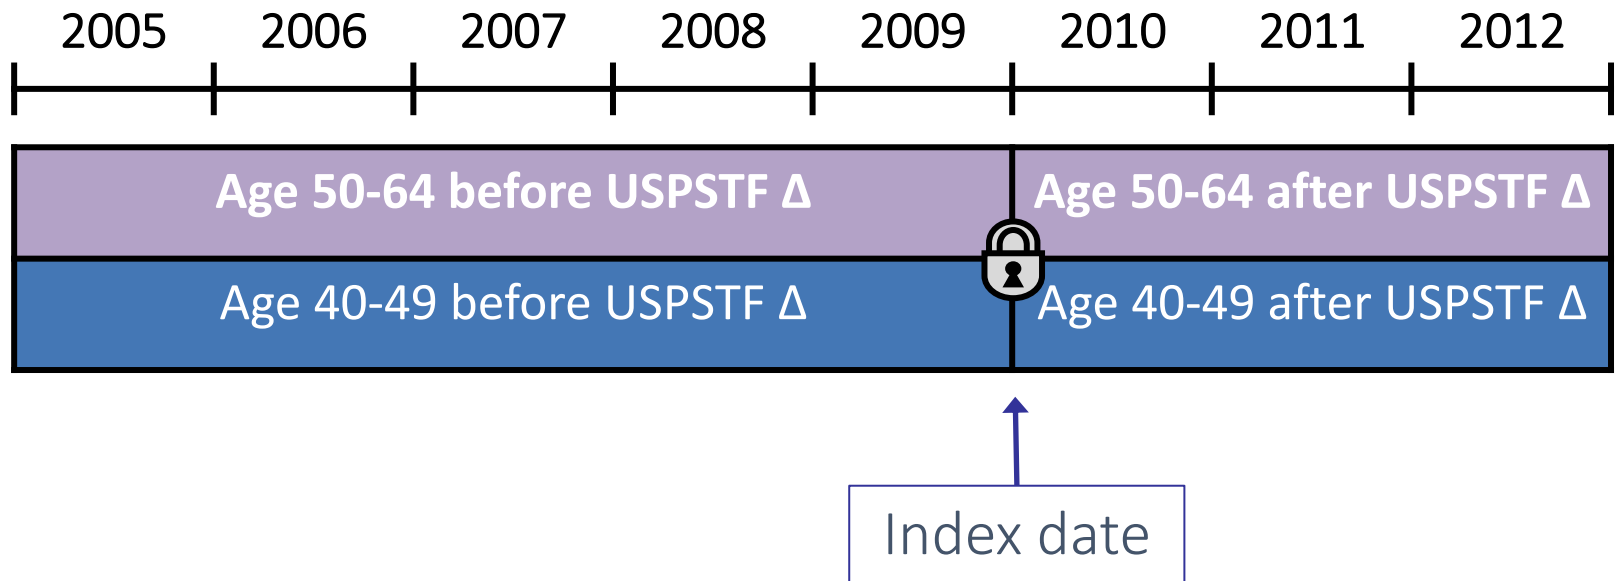 2005 2006 2007 2008 2009 2010 2011 2012
Age 50-64 before USPSTF Δ Age 50-64 after USPSTF Δ
Age 40-49 before USPSTF Δ Age 40-49 after USPSTF Δ
Index date